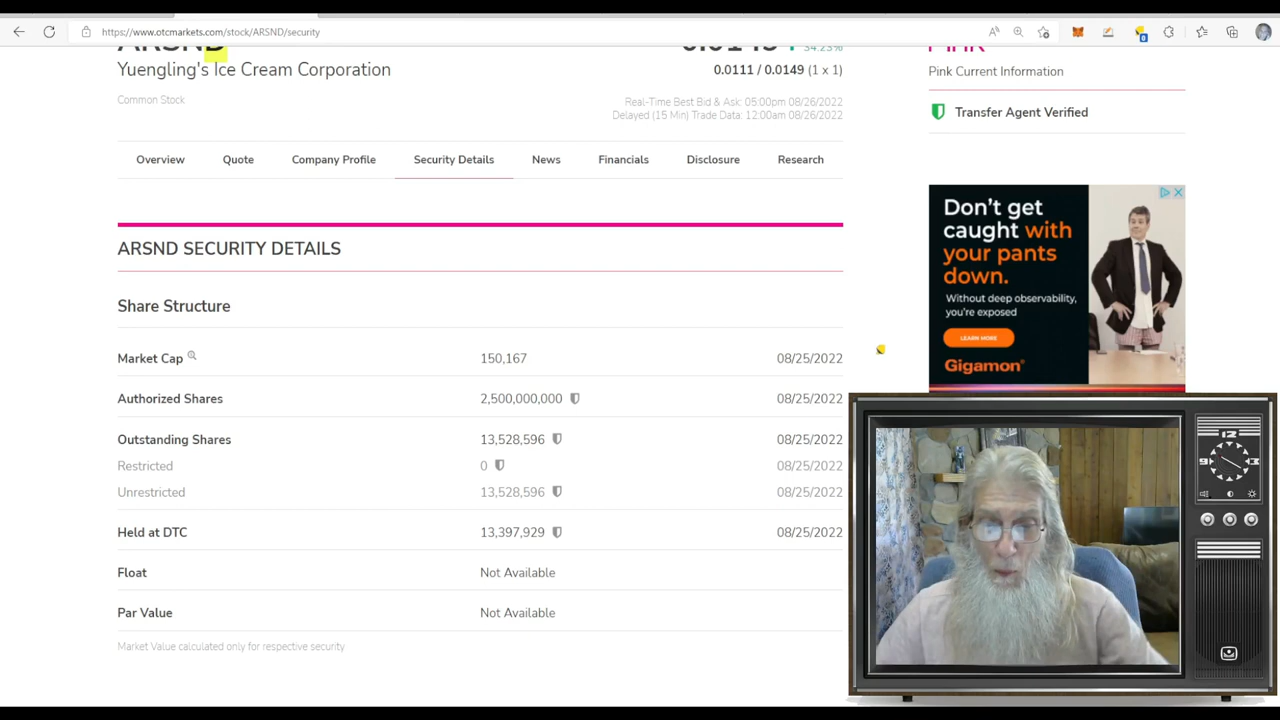 https://www.otcmarkets.com/stock/ARSND/security
ARSND
34.23%
Yuengling's Ice Cream Corporation
0.0111 / 0.0149 (1 x 1)
Common Stock
Real-Time Best Bid & Ask: 05:00pm 08/26/2022
Delayed (15 Min) Trade Data: 12:00am 08/26/2022
Pink Current Information
Transfer Agent Verified
Overview Quote Company Profile Security Details News Financials Disclosure Research
ARSND SECURITY DETAILS
Share Structure
Market Cap 150,167 08/25/2022
Authorized Shares 2,500,000,000 08/25/2022
Outstanding Shares 13,528,596 08/25/2022
Restricted 0 08/25/2022
Unrestricted 13,528,596 08/25/2022
Held at DTC 13,397,929 08/25/2022
Float Not Available
Par Value Not Available
Market Value calculated only for respective security
Don't get
caught with
your pants
down.
Without deep observability,
you're exposed
LEARN MORE
Gigamon®
12
9 3
6